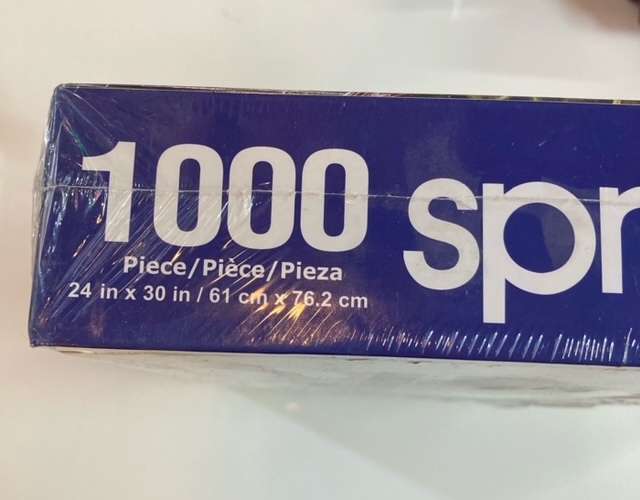 1000
Piece/Pièce/Pieza
24 in x 30 in / 61 cm x 76.2 cm
spr